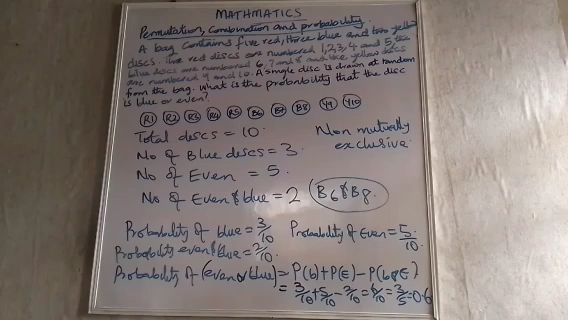 MATHMATICS
Permutation, Combination and probability.
A bag contains five red, three blue and two yellow
discs. The red discs are numbered 1,2,3,4 and 5, the
blue discs are numbered 6, 7 and 8 and the yellow discs
are numbered 9 and 10. A single disc is drawn at random
from the bag. What is the probability that the disc
is blue or even?
R1 R2 R3 R4 R5 B6 B7 B8 Y9 Y10
Total discs = 10.
Non mutually
exclusive.
No of Blue discs = 3.
No of Even = 5.
No of Even & blue = 2 B6 & B8.
Probability of blue = 3/10 Probability of Even = 5/10.
Probability even & blue = 2/10.
Probability of (even or blue) = P(b) + P(E) - P(b & E)
= 3/10 + 5/10 - 2/10 = 6/10 = 3/5 = 0.6